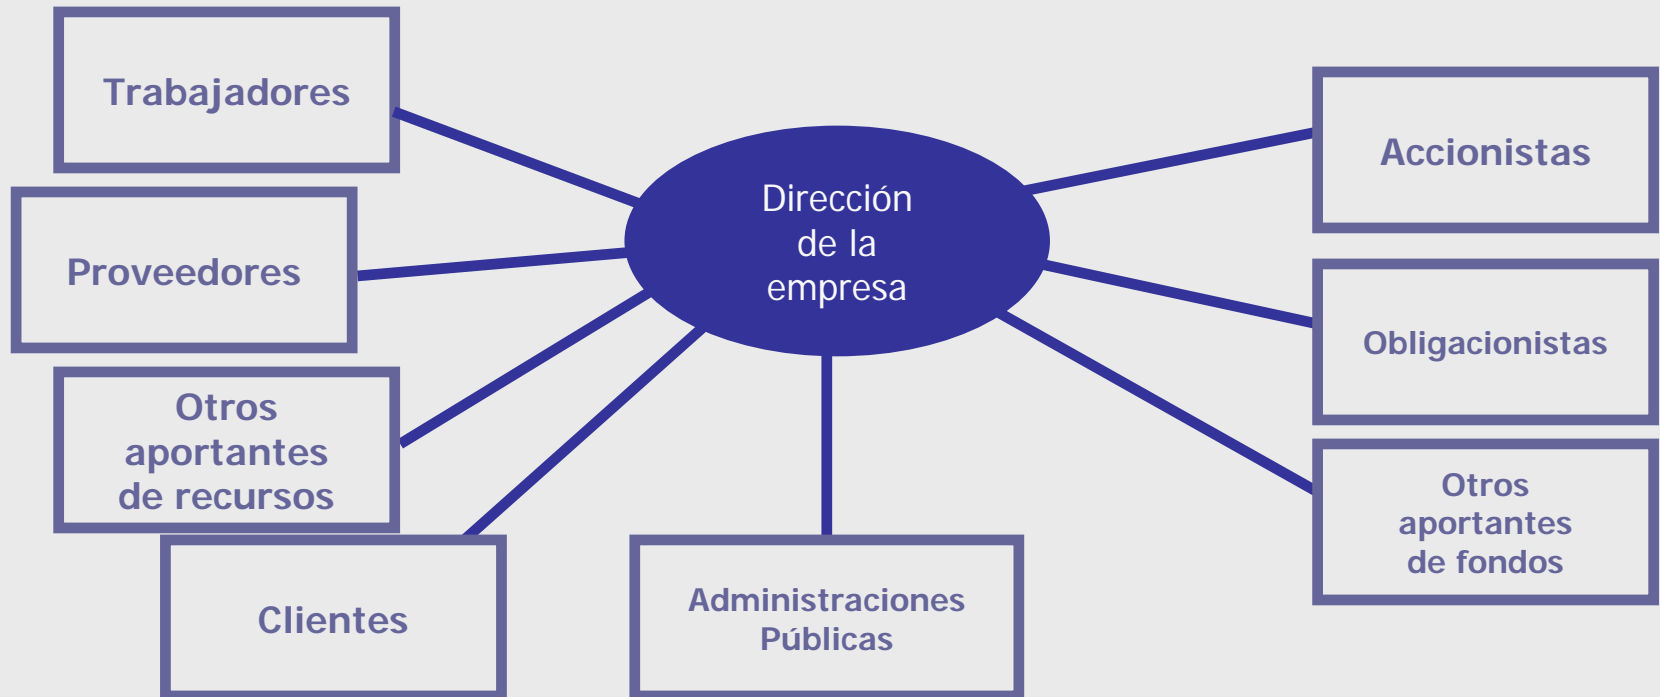 Trabajadores
Proveedores
Otros
aportantes
de recursos
Clientes
Dirección
de la
empresa
Administraciones
Públicas
Accionistas
Obligacionistas
Otros
aportantes
de fondos